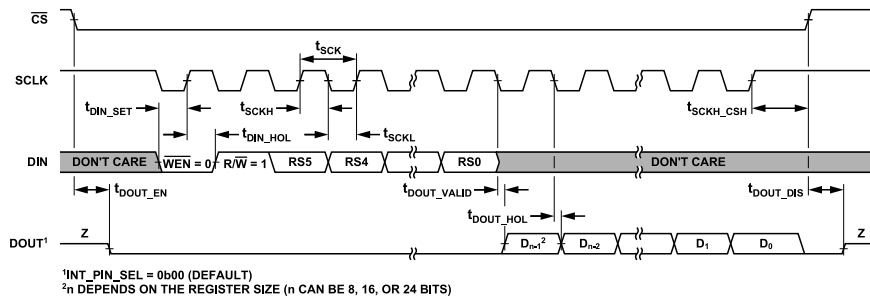 CS
tSCK
SCLK
tDIN_SET
tSCKH
tSCKH_CSH
tDIN_HOL
tSCKL
DIN
DON'T CARE
WEN = 0
R/W = 1
RS5
RS4
RS0
DON'T CARE
tDOUT_EN
tDOUT_VALID
tDOUT_DIS
tDOUT_HOL
DOUT¹
Z
Dn-1²
Dn-2
D1
D0
Z
¹INT_PIN_SEL = 0b00 (DEFAULT)
²n DEPENDS ON THE REGISTER SIZE (n CAN BE 8, 16, OR 24 BITS)